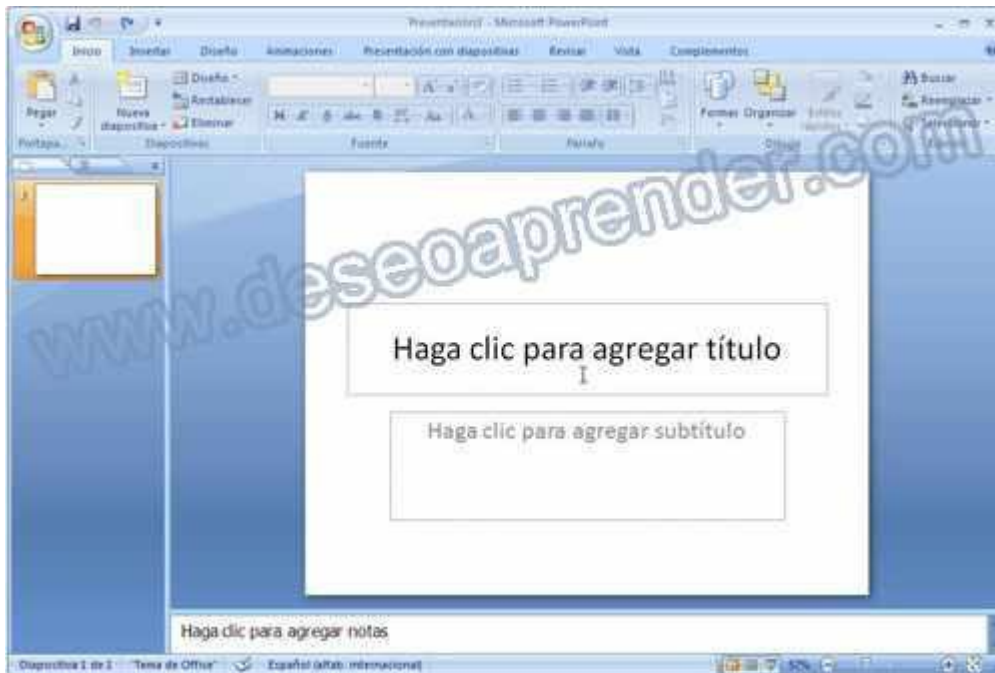 Presentación1 - Microsoft PowerPoint
Inicio Insertar Diseño Animaciones Presentación con diapositivas Revisar Vista Complementos
Pegar
Nueva diapositiva
Diseño
Restablecer
Eliminar
Formas Organizar
Buscar
Reemplazar
Seleccionar
Portapa... Diapositivas Fuente Párrafo Dibujo
www.deseoaprender.com
Haga clic para agregar título
Haga clic para agregar subtítulo
Haga clic para agregar notas
Diapositiva 1 de 1 "Tema de Office" Español (alfab. internacional) 52%